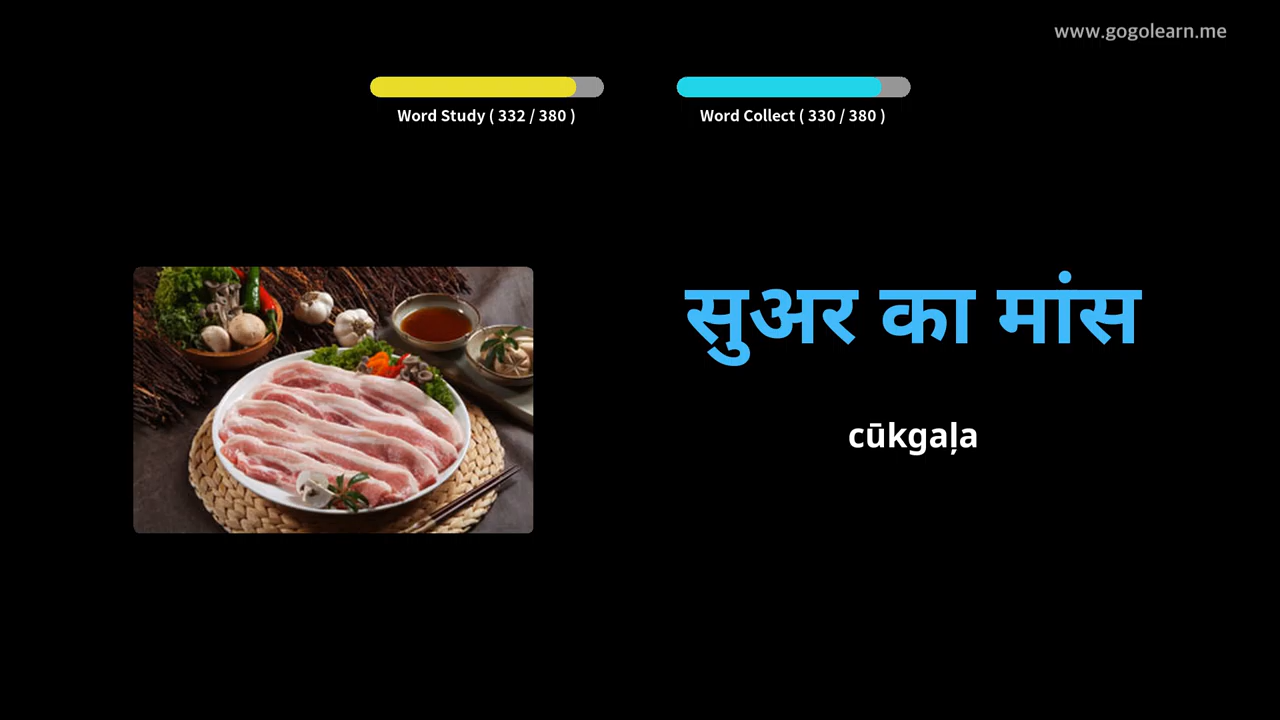 www.gogolearn.me
Word Study ( 332 / 380 )
Word Collect ( 330 / 380 )
सुअर का मांस
cūkgaļa